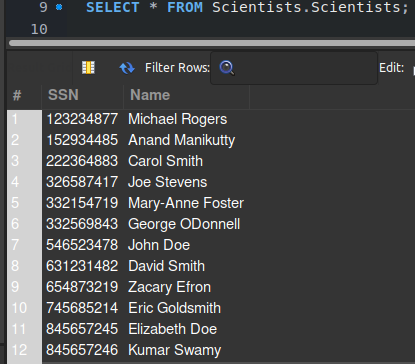 9 SELECT * FROM Scientists.Scientists;
10
Filter Rows: Edit:
# SSN Name
1 123234877 Michael Rogers
2 152934485 Anand Manikutty
3 222364883 Carol Smith
4 326587417 Joe Stevens
5 332154719 Mary-Anne Foster
6 332569843 George ODonnell
7 546523478 John Doe
8 631231482 David Smith
9 654873219 Zacary Efron
10 745685214 Eric Goldsmith
11 845657245 Elizabeth Doe
12 845657246 Kumar Swamy